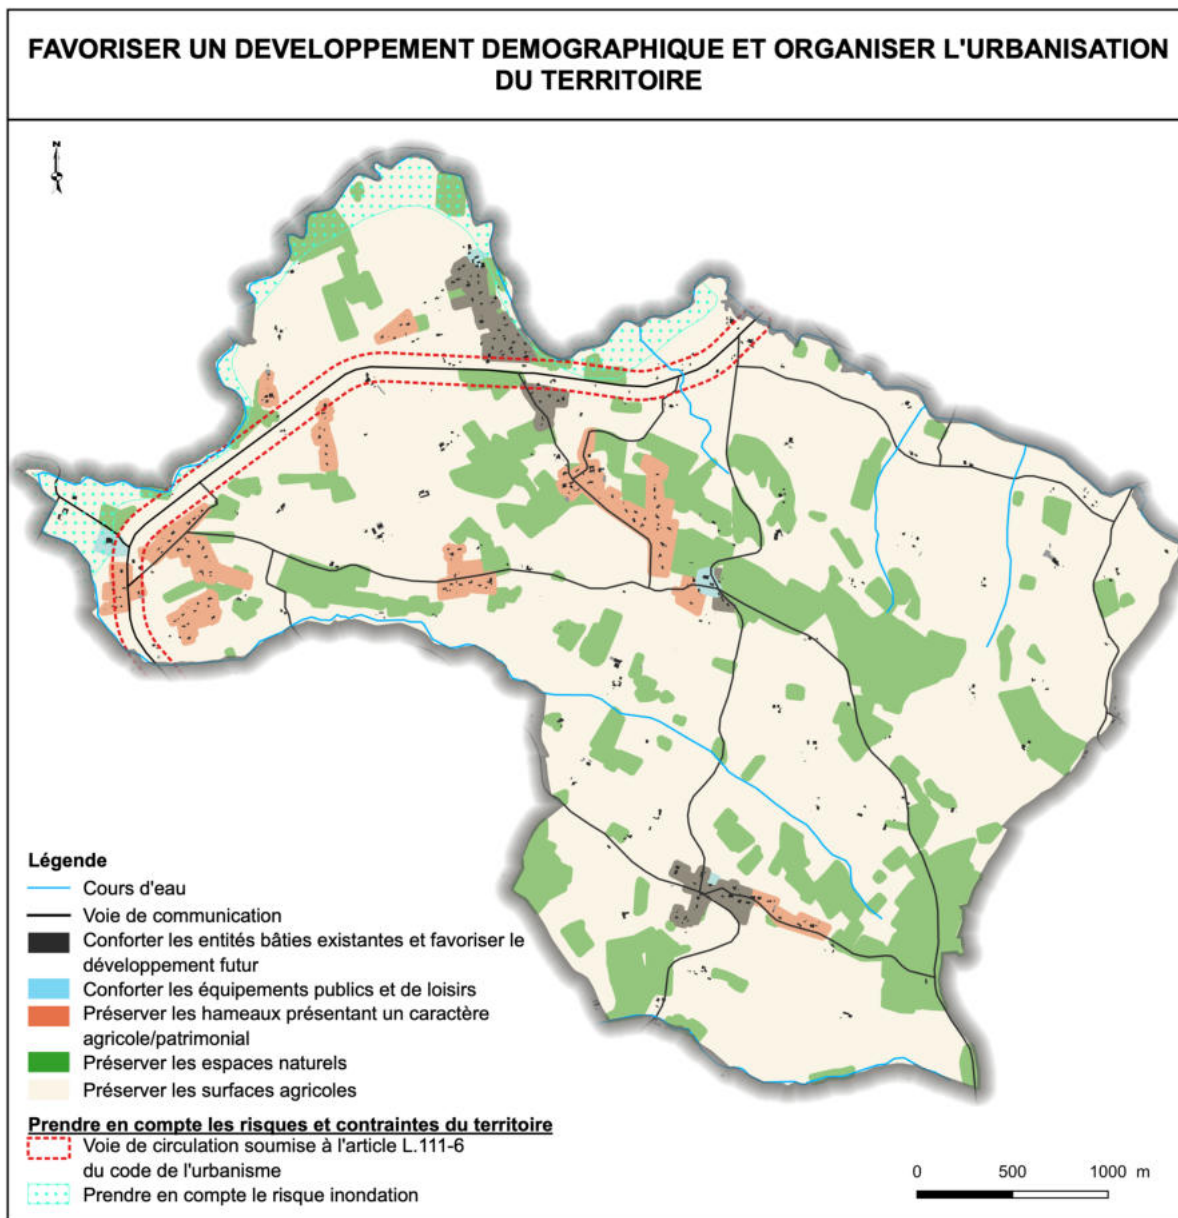 FAVORISER UN DEVELOPPEMENT DEMOGRAPHIQUE ET ORGANISER L'URBANISATION
DU TERRITOIRE
N
Légende
Cours d'eau
Voie de communication
Conforter les entités bâties existantes et favoriser le
développement futur
Conforter les équipements publics et de loisirs
Préserver les hameaux présentant un caractère
agricole/patrimonial
Préserver les espaces naturels
Préserver les surfaces agricoles
Prendre en compte les risques et contraintes du territoire
Voie de circulation soumise à l'article L.111-6
du code de l'urbanisme
Prendre en compte le risque inondation
0 500 1000 m